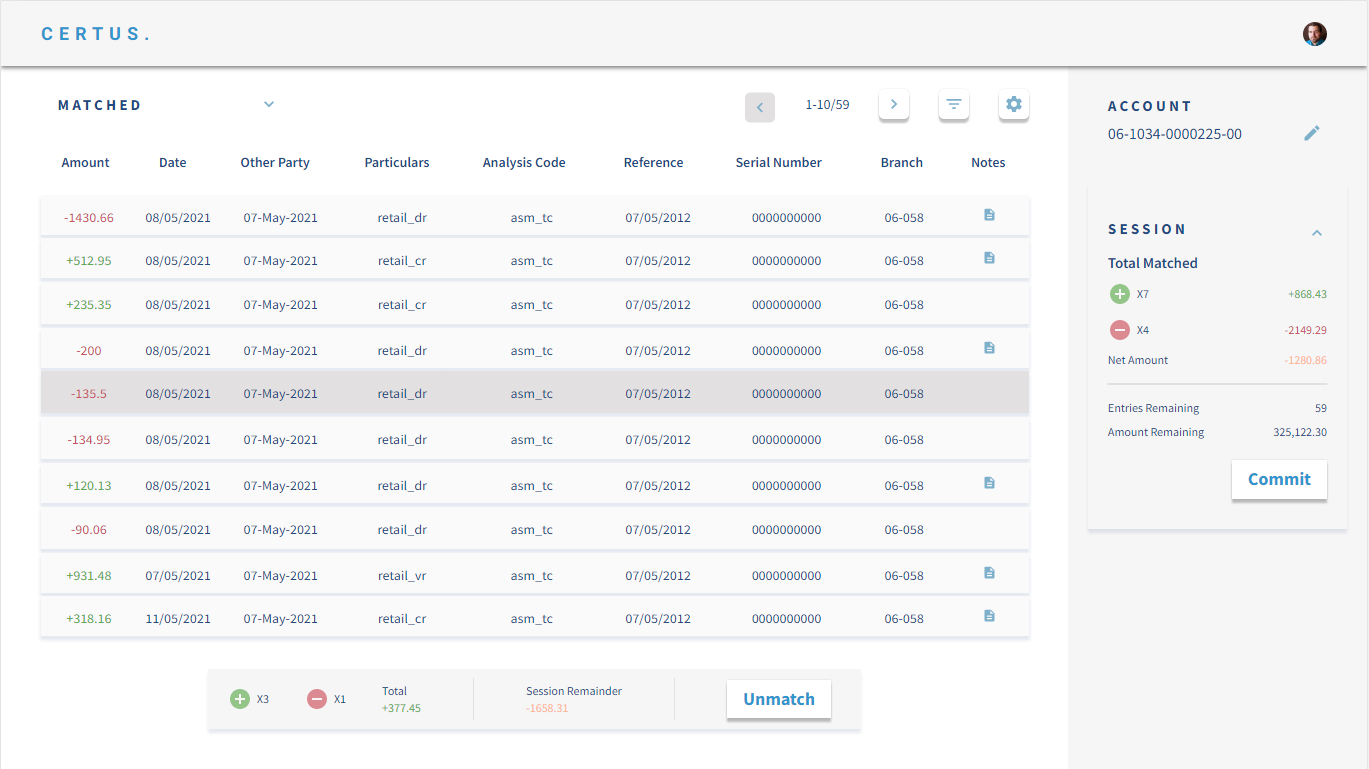 CERTUS.
MATCHED
1-10/59
Amount Date Other Party Particulars Analysis Code Reference Serial Number Branch Notes
-1430.66 08/05/2021 07-May-2021 retail_dr asm_tc 07/05/2012 0000000000 06-058
+512.95 08/05/2021 07-May-2021 retail_cr asm_tc 07/05/2012 0000000000 06-058
+235.35 08/05/2021 07-May-2021 retail_cr asm_tc 07/05/2012 0000000000 06-058
-200 08/05/2021 07-May-2021 retail_dr asm_tc 07/05/2012 0000000000 06-058
-135.5 08/05/2021 07-May-2021 retail_dr asm_tc 07/05/2012 0000000000 06-058
-134.95 08/05/2021 07-May-2021 retail_dr asm_tc 07/05/2012 0000000000 06-058
+120.13 08/05/2021 07-May-2021 retail_dr asm_tc 07/05/2012 0000000000 06-058
-90.06 08/05/2021 07-May-2021 retail_dr asm_tc 07/05/2012 0000000000 06-058
+931.48 07/05/2021 07-May-2021 retail_vr asm_tc 07/05/2012 0000000000 06-058
+318.16 11/05/2021 07-May-2021 retail_cr asm_tc 07/05/2012 0000000000 06-058
X3 X1 Total Session Remainder Unmatch
+377.45 -1658.31
ACCOUNT
06-1034-0000225-00
SESSION
Total Matched
X7 +868.43
X4 -2149.29
Net Amount -1280.86
Entries Remaining 59
Amount Remaining 325,122.30
Commit